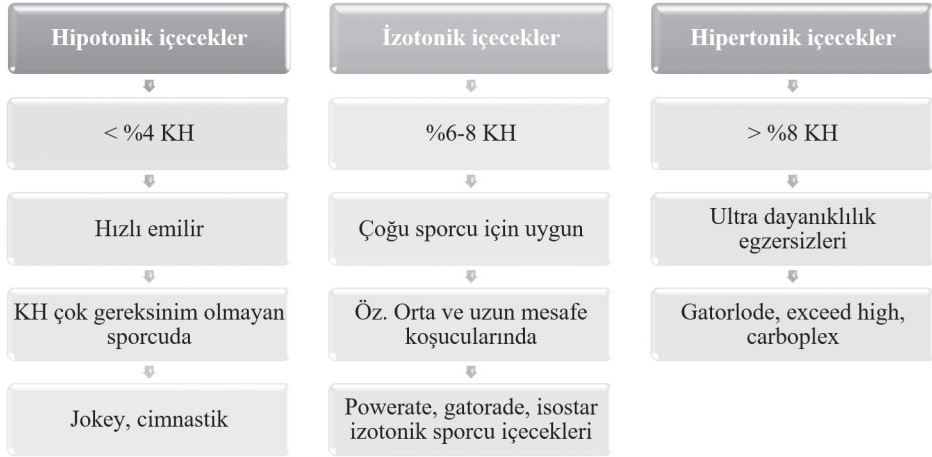 Hipotonik içecekler
< %4 KH
Hızlı emilir
KH çok gereksinim olmayan
sporcuda
Jokey, cimnastik
İzotonik içecekler
%6-8 KH
Çoğu sporcu için uygun
Öz. Orta ve uzun mesafe
koşucularında
Powerate, gatorade, isostar
izotonik sporcu içecekleri
Hipertonik içecekler
> %8 KH
Ultra dayanıklılık
egzersizleri
Gatorlode, exceed high,
carboplex